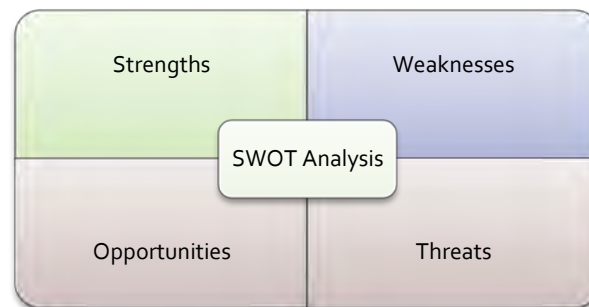 Strengths
Weaknesses
SWOT Analysis
Opportunities
Threats